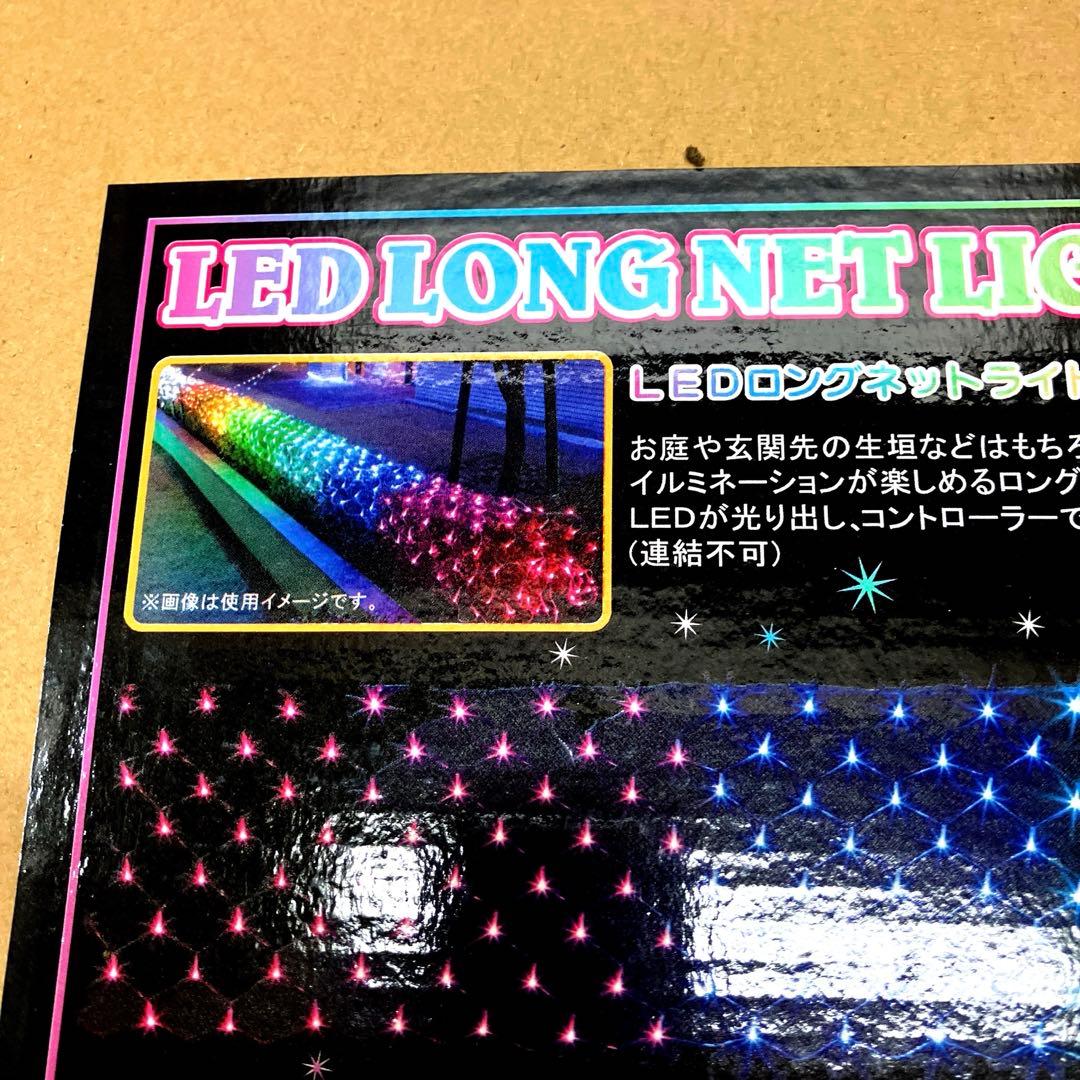 LED LONG NET LIG
LEDロングネットライト
お庭や玄関先の生垣などはもちろ
イルミネーションが楽しめるロング
LEDが光り出し、コントローラーで
(連結不可)
※画像は使用イメージです。